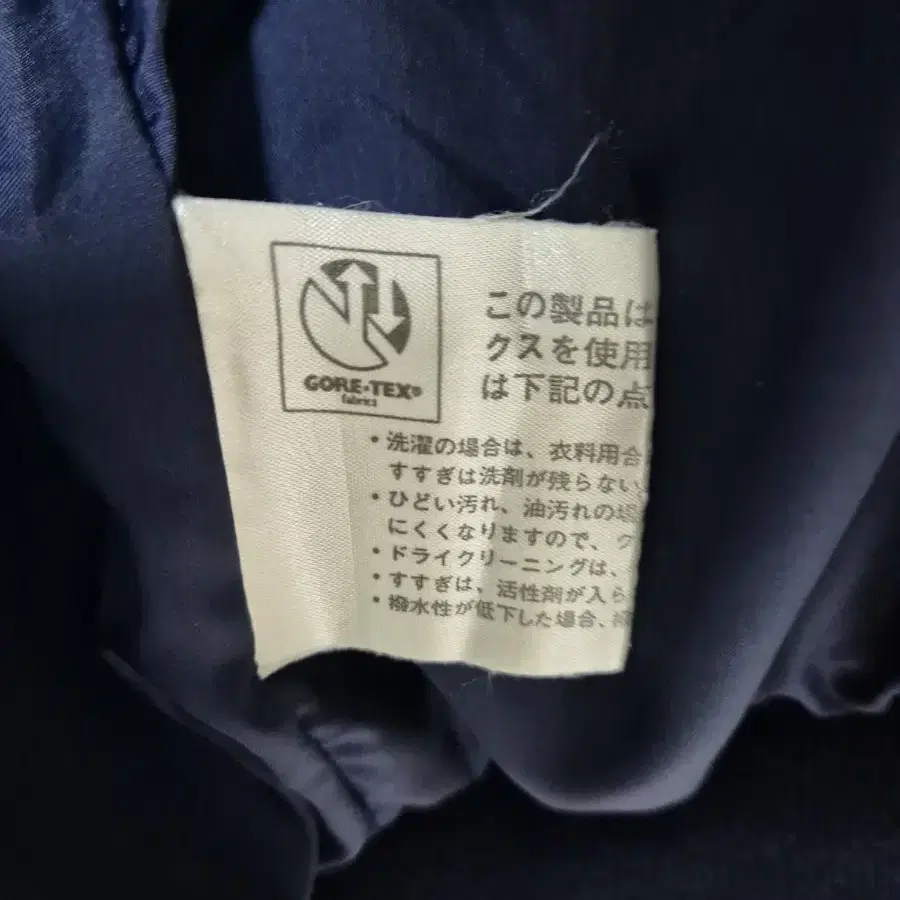 GORE-TEX®
fabrics
この製品は
クスを使用
は下記の点
・洗濯の場合は、衣料用合
すすぎは洗剤が残らない
・ひどい汚れ、油汚れの場
にくくなりますので、ク
・ドライクリーニングは、
・すすぎは、活性剤が入ら
・撥水性が低下した場合、